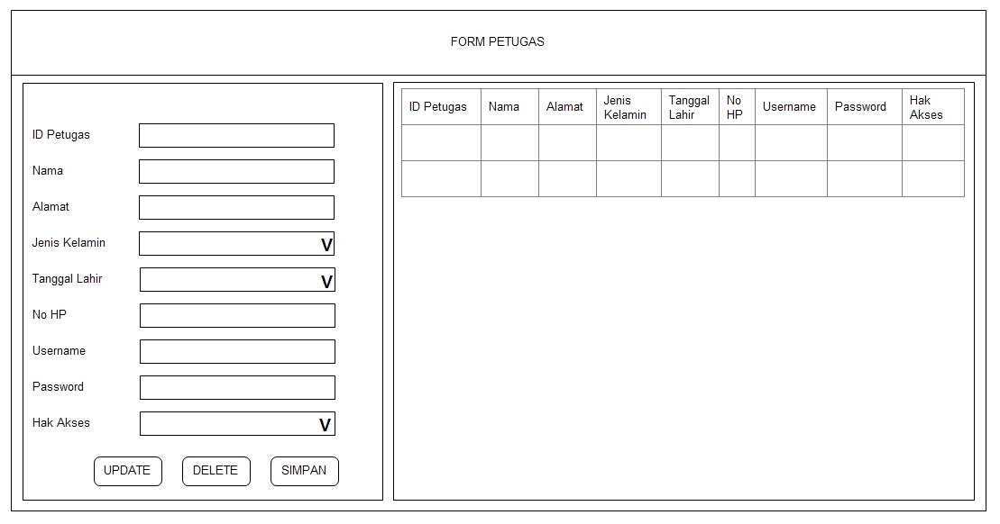 FORM PETUGAS
ID Petugas
Nama
Alamat
Jenis Kelamin
V
Tanggal Lahir
V
No HP
Username
Password
Hak Akses
V
UPDATE DELETE SIMPAN
ID Petugas Nama Alamat Jenis Kelamin Tanggal Lahir No HP Username Password Hak Akses